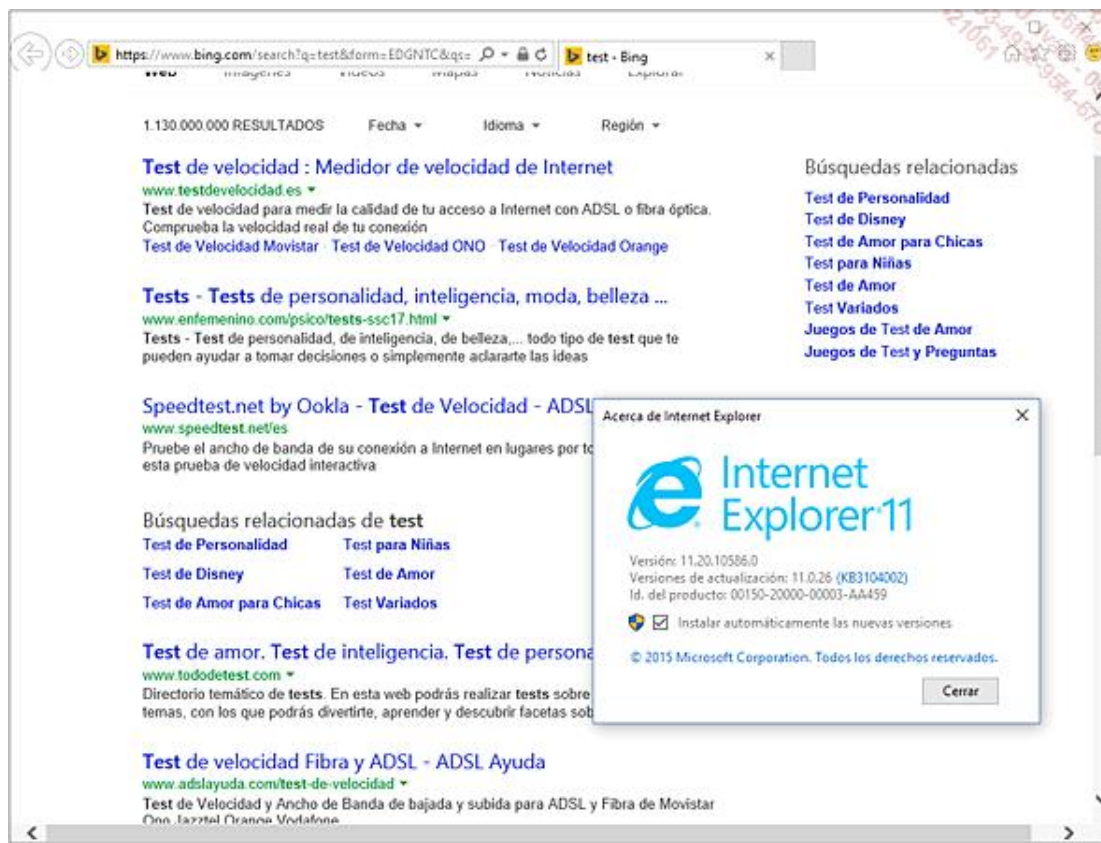 https://www.bing.com/search?q=test&form=EDGNTC&qs=
test - Bing
Web Imágenes Vídeos Mapas Noticias Explorar
1.130.000.000 RESULTADOS Fecha Idioma Región
Test de velocidad : Medidor de velocidad de Internet
www.testdevelocidad.es
Test de velocidad para medir la calidad de tu acceso a Internet con ADSL o fibra óptica.
Comprueba la velocidad real de tu conexión
Test de Velocidad Movistar · Test de Velocidad ONO · Test de Velocidad Orange
Tests - Tests de personalidad, inteligencia, moda, belleza ...
www.enfemenino.com/psico/tests-ssc17.html
Tests - Test de personalidad, de inteligencia, de belleza,... todo tipo de test que te
pueden ayudar a tomar decisiones o simplemente aclararte las ideas
Speedtest.net by Ookla - Test de Velocidad - ADSL
www.speedtest.net/es
Pruebe el ancho de banda de su conexión a Internet en lugares por to
esta prueba de velocidad interactiva
Búsquedas relacionadas de test
Test de Personalidad Test para Niñas
Test de Disney Test de Amor
Test de Amor para Chicas Test Variados
Test de amor. Test de inteligencia. Test de persona
www.tododetest.com
Directorio temático de tests. En esta web podrás realizar tests sobre
temas, con los que podrás divertirte, aprender y descubrir facetas sob
Test de velocidad Fibra y ADSL - ADSL Ayuda
www.adslayuda.com/test-de-velocidad
Test de Velocidad y Ancho de Banda de bajada y subida para ADSL y Fibra de Movistar
Ono Jazztel Orange Vodafone
Búsquedas relacionadas
Test de Personalidad
Test de Disney
Test de Amor para Chicas
Test para Niñas
Test de Amor
Test Variados
Juegos de Test de Amor
Juegos de Test y Preguntas
Acerca de Internet Explorer
Internet
Explorer 11
Versión: 11.20.10586.0
Versiones de actualización: 11.0.26 (KB3104002)
Id. del producto: 00150-20000-00003-AA459
Instalar automáticamente las nuevas versiones
© 2015 Microsoft Corporation. Todos los derechos reservados.
Cerrar